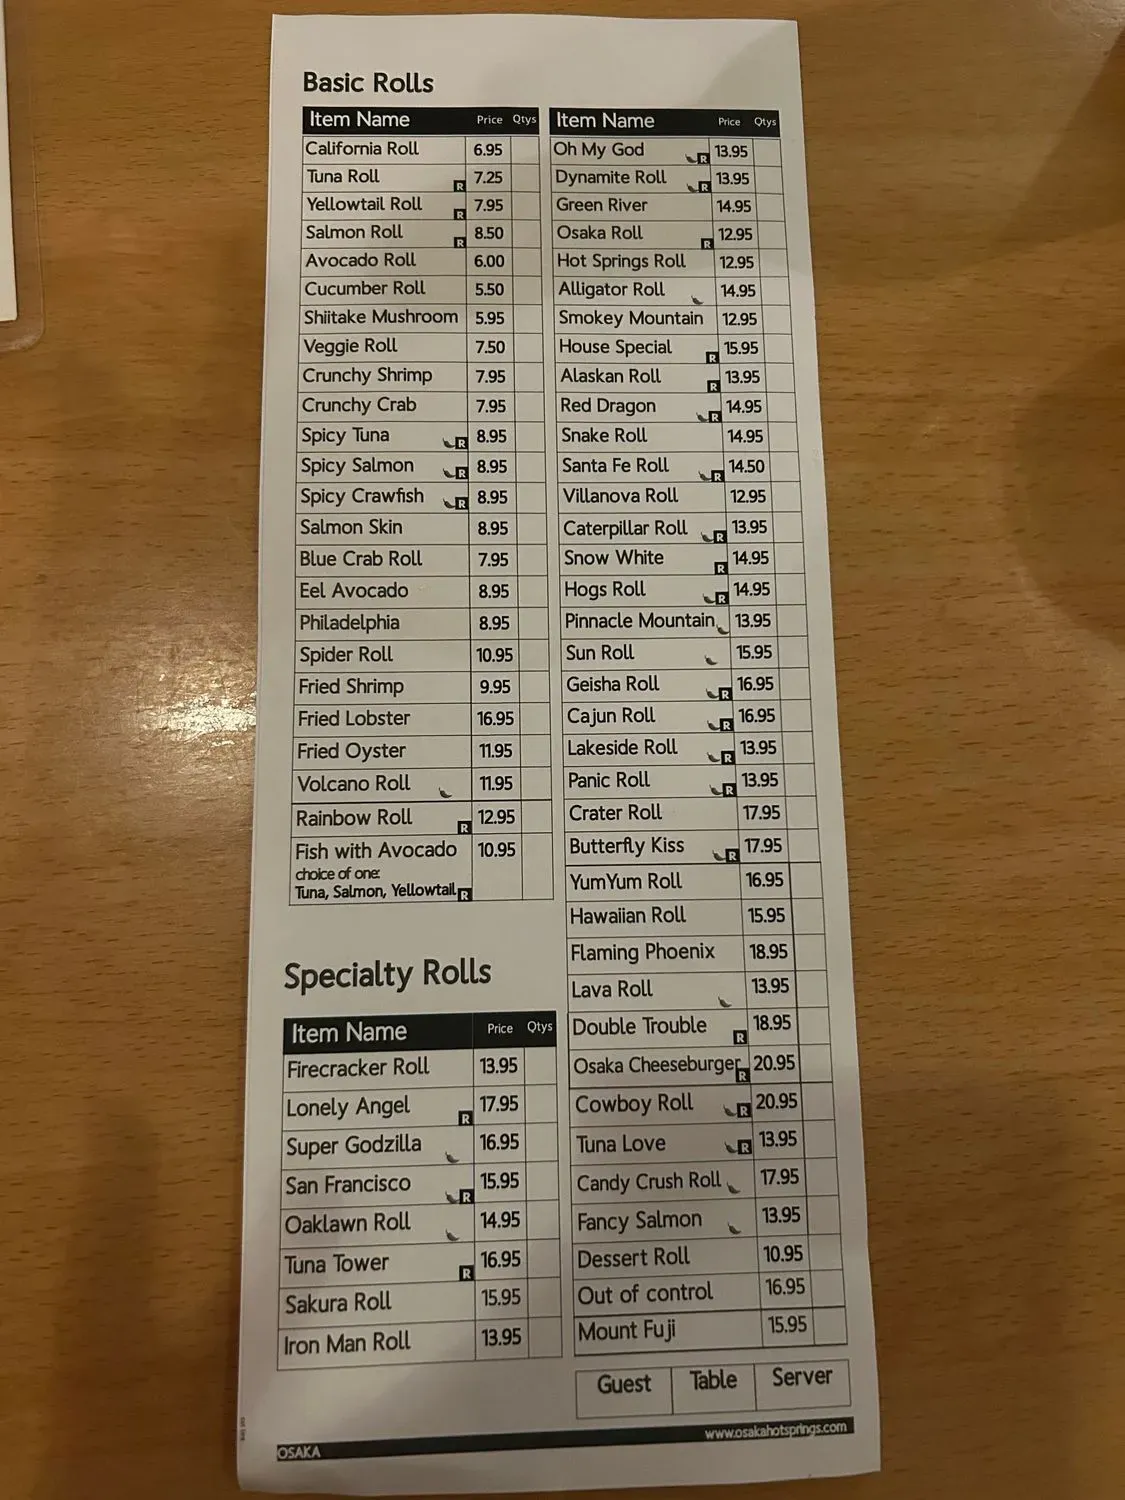 Basic Rolls
Item Name Price Qtys
California Roll 6.95
Tuna Roll R 7.25
Yellowtail Roll R 7.95
Salmon Roll R 8.50
Avocado Roll 6.00
Cucumber Roll 5.50
Shiitake Mushroom 5.95
Veggie Roll 7.50
Crunchy Shrimp 7.95
Crunchy Crab 7.95
Spicy Tuna R 8.95
Spicy Salmon R 8.95
Spicy Crawfish R 8.95
Salmon Skin 8.95
Blue Crab Roll 7.95
Eel Avocado 8.95
Philadelphia 8.95
Spider Roll 10.95
Fried Shrimp 9.95
Fried Lobster 16.95
Fried Oyster 11.95
Volcano Roll 11.95
Rainbow Roll R 12.95
Fish with Avocado 10.95
choice of one:
Tuna, Salmon, Yellowtail R
Specialty Rolls
Item Name Price Qtys
Firecracker Roll 13.95
Lonely Angel R 17.95
Super Godzilla 16.95
San Francisco R 15.95
Oaklawn Roll 14.95
Tuna Tower R 16.95
Sakura Roll 15.95
Iron Man Roll 13.95
Item Name Price Qtys
Oh My God R 13.95
Dynamite Roll R 13.95
Green River 14.95
Osaka Roll R 12.95
Hot Springs Roll 12.95
Alligator Roll 14.95
Smokey Mountain 12.95
House Special R 15.95
Alaskan Roll R 13.95
Red Dragon R 14.95
Snake Roll 14.95
Santa Fe Roll R 14.50
Villanova Roll 12.95
Caterpillar Roll R 13.95
Snow White R 14.95
Hogs Roll R 14.95
Pinnacle Mountain 13.95
Sun Roll 15.95
Geisha Roll R 16.95
Cajun Roll R 16.95
Lakeside Roll R 13.95
Panic Roll R 13.95
Crater Roll 17.95
Butterfly Kiss R 17.95
YumYum Roll 16.95
Hawaiian Roll 15.95
Flaming Phoenix 18.95
Lava Roll 13.95
Double Trouble R 18.95
Osaka Cheeseburger R 20.95
Cowboy Roll R 20.95
Tuna Love R 13.95
Candy Crush Roll 17.95
Fancy Salmon 13.95
Dessert Roll 10.95
Out of control 16.95
Mount Fuji 15.95
Guest Table Server
OSAKA www.osakahotsprings.com